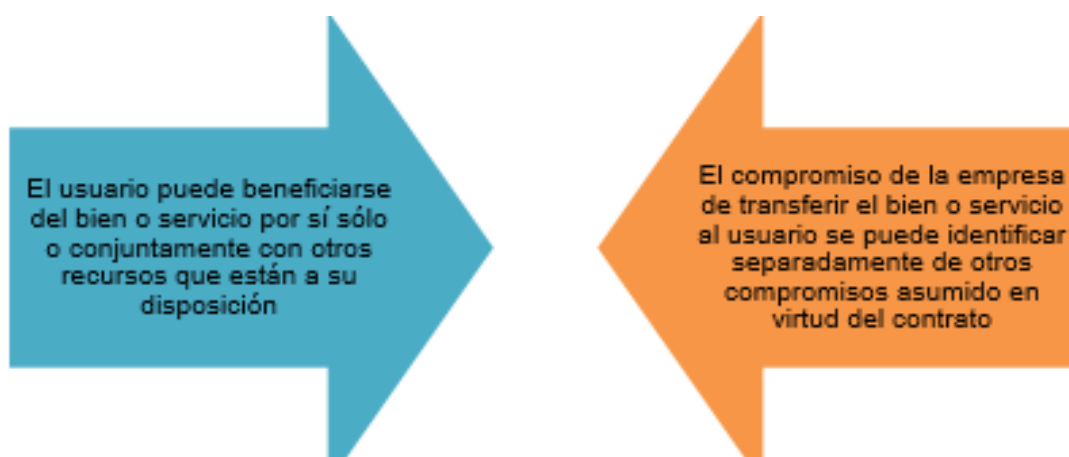 El usuario puede beneficiarse
del bien o servicio por sí sólo
o conjuntamente con otros
recursos que están a su
disposición
El compromiso de la empresa
de transferir el bien o servicio
al usuario se puede identificar
separadamente de otros
compromisos asumido en
virtud del contrato